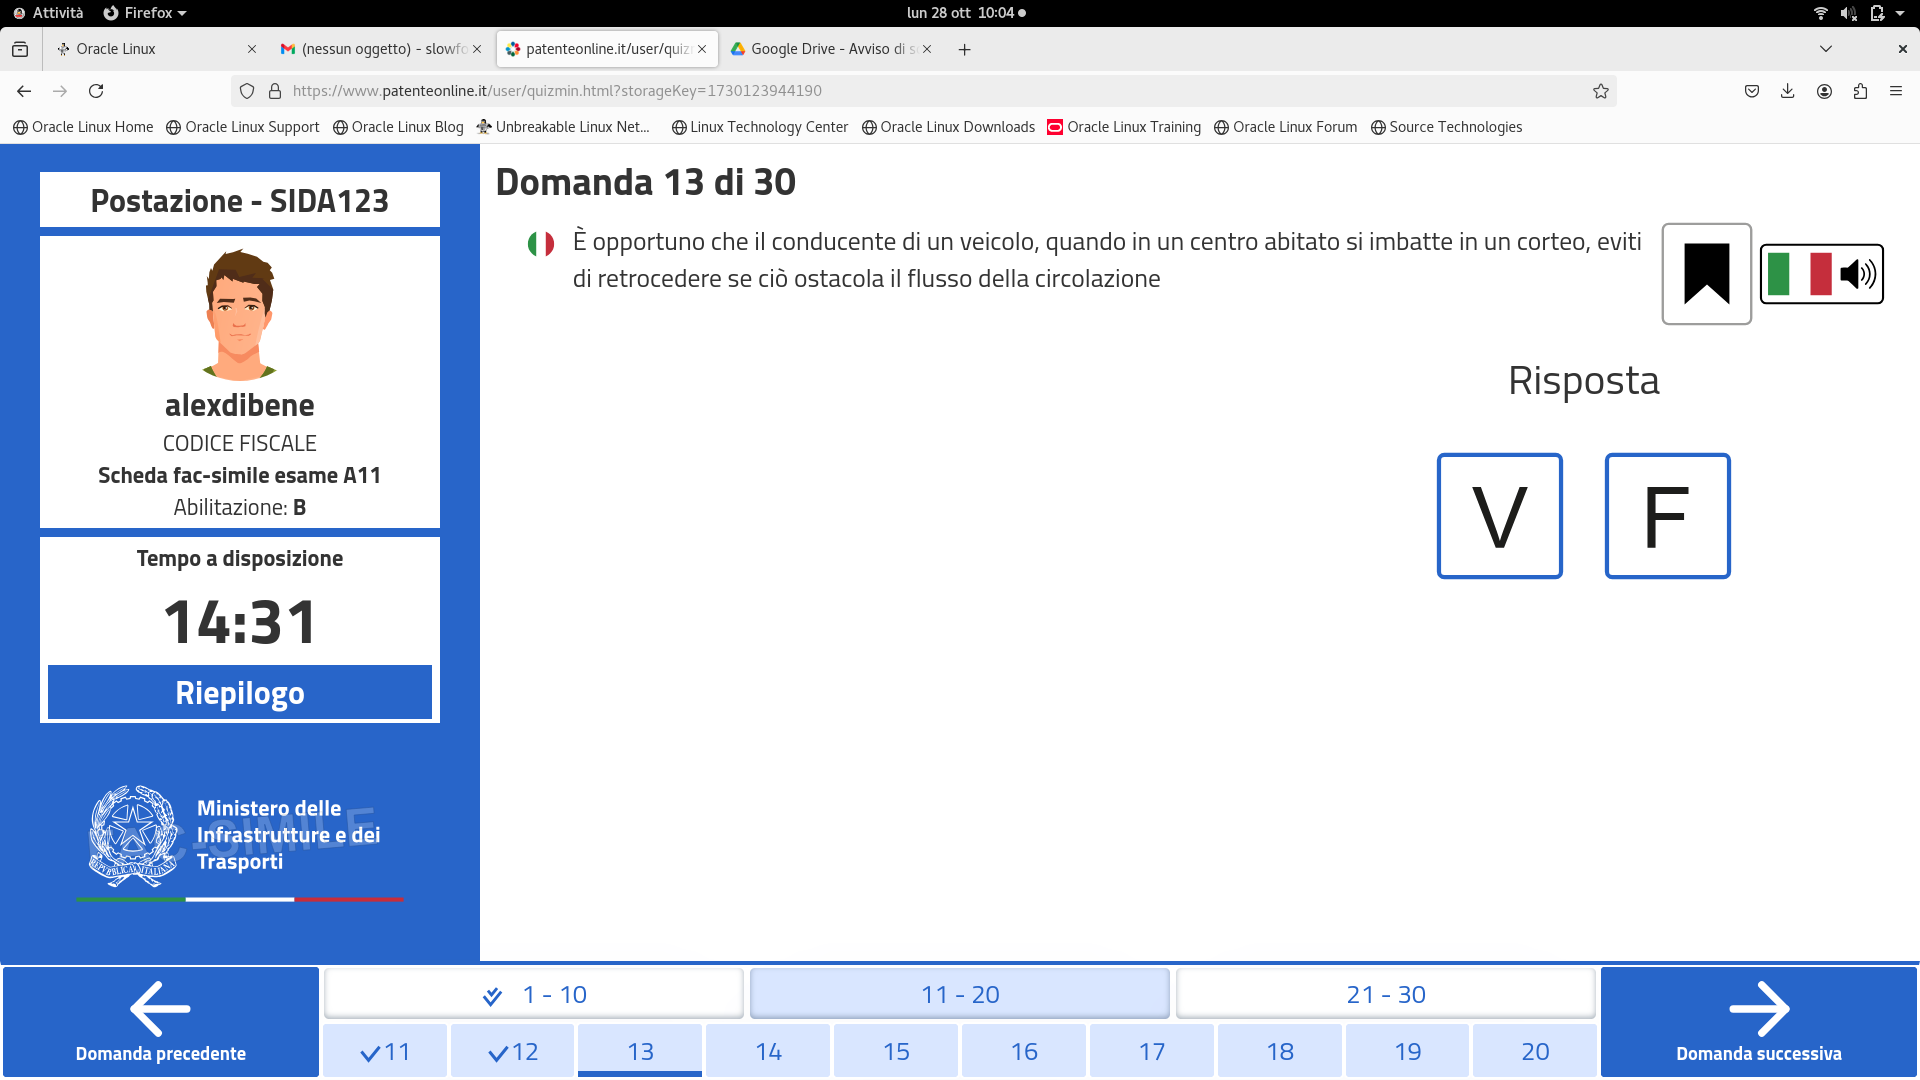 Attività
Firefox
lun 28 ott 10:04
Oracle Linux
(nessun oggetto) - slowfo
patenteonline.it/user/quiz
Google Drive - Avviso di s
https://www.patenteonline.it/user/quizmin.html?storageKey=1730123944190
Oracle Linux Home
Oracle Linux Support
Oracle Linux Blog
Unbreakable Linux Net...
Linux Technology Center
Oracle Linux Downloads
Oracle Linux Training
Oracle Linux Forum
Source Technologies
Postazione - SIDA123
alexdibene
CODICE FISCALE
Scheda fac-simile esame A11
Abilitazione: B
Tempo a disposizione
14:31
Riepilogo
Ministero delle
Infrastrutture e dei
Trasporti
REPVBBLICA ITALIANA
Domanda 13 di 30
È opportuno che il conducente di un veicolo, quando in un centro abitato si imbatte in un corteo, eviti
di retrocedere se ciò ostacola il flusso della circolazione
Risposta
V
F
Domanda precedente
1 - 10
11 - 20
21 - 30
11
12
13
14
15
16
17
18
19
20
Domanda successiva